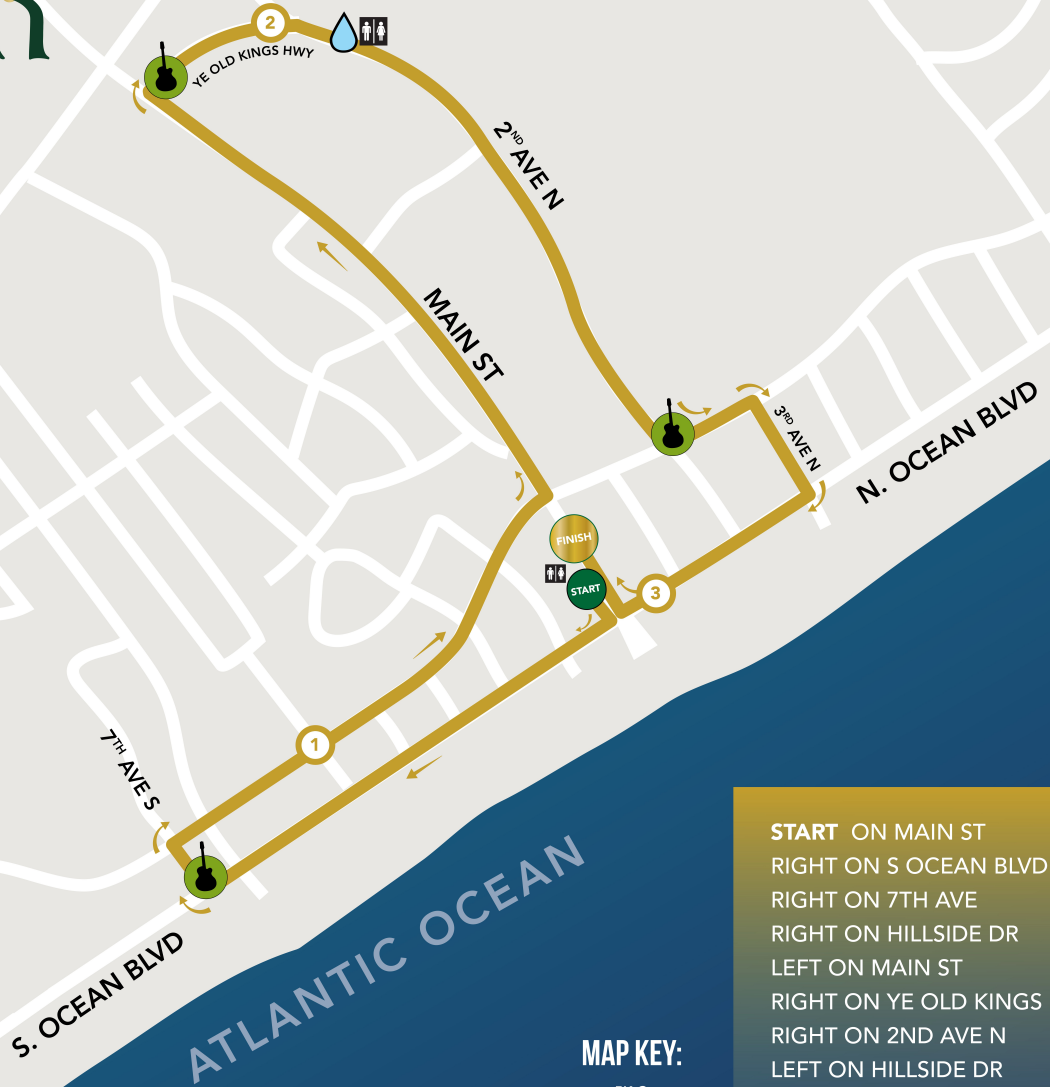 2
YE OLD KINGS HWY
2ND AVE N
MAIN ST
3RD AVE N
N. OCEAN BLVD
FINISH
START
3
1
7TH AVE S
S. OCEAN BLVD
ATLANTIC OCEAN
START ON MAIN ST
RIGHT ON S OCEAN BLVD
RIGHT ON 7TH AVE
RIGHT ON HILLSIDE DR
LEFT ON MAIN ST
RIGHT ON YE OLD KINGS
RIGHT ON 2ND AVE N
LEFT ON HILLSIDE DR
MAP KEY: